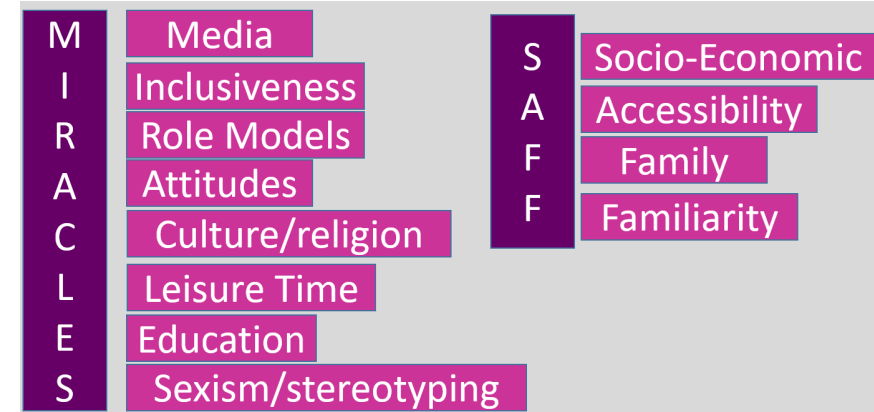 M
I
R
A
C
L
E
S
Media
Inclusiveness
Role Models
Attitudes
Culture/religion
Leisure Time
Education
Sexism/stereotyping
S
A
F
F
Socio-Economic
Accessibility
Family
Familiarity